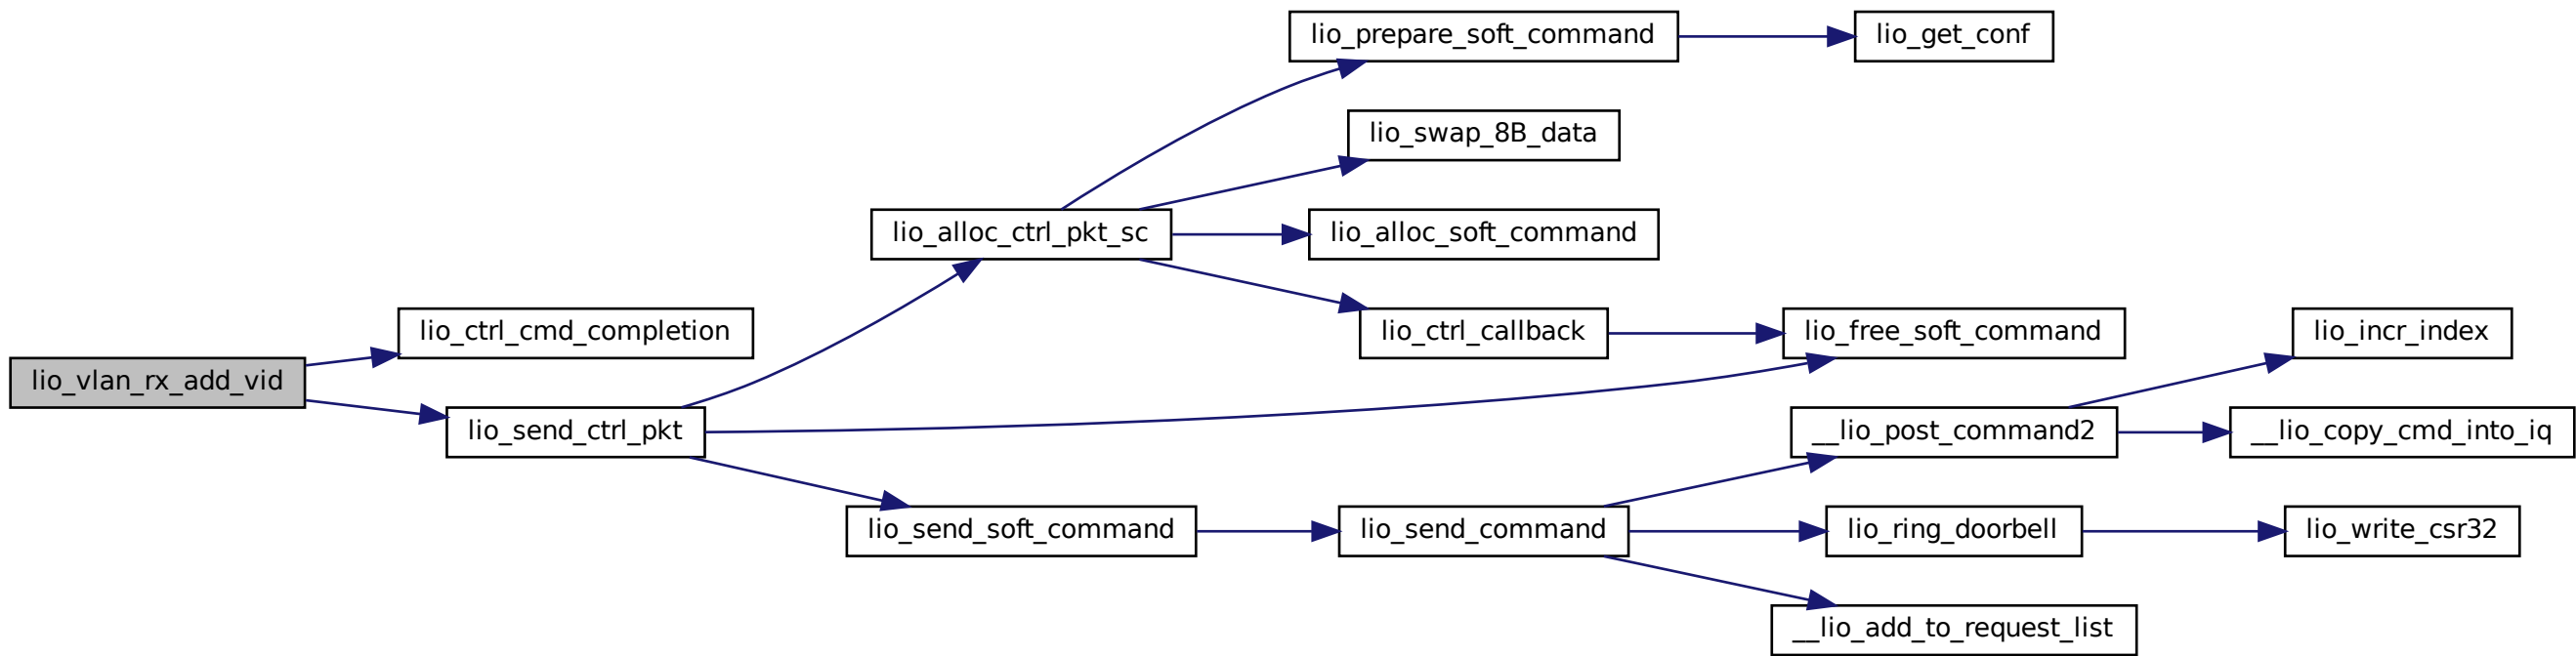 lio_prepare_soft_command
lio_get_conf
lio_swap_8B_data
lio_alloc_ctrl_pkt_sc
lio_alloc_soft_command
lio_ctrl_cmd_completion
lio_ctrl_callback
lio_free_soft_command
lio_incr_index
lio_vlan_rx_add_vid
lio_send_ctrl_pkt
__lio_post_command2
__lio_copy_cmd_into_iq
lio_send_soft_command
lio_send_command
lio_ring_doorbell
lio_write_csr32
__lio_add_to_request_list